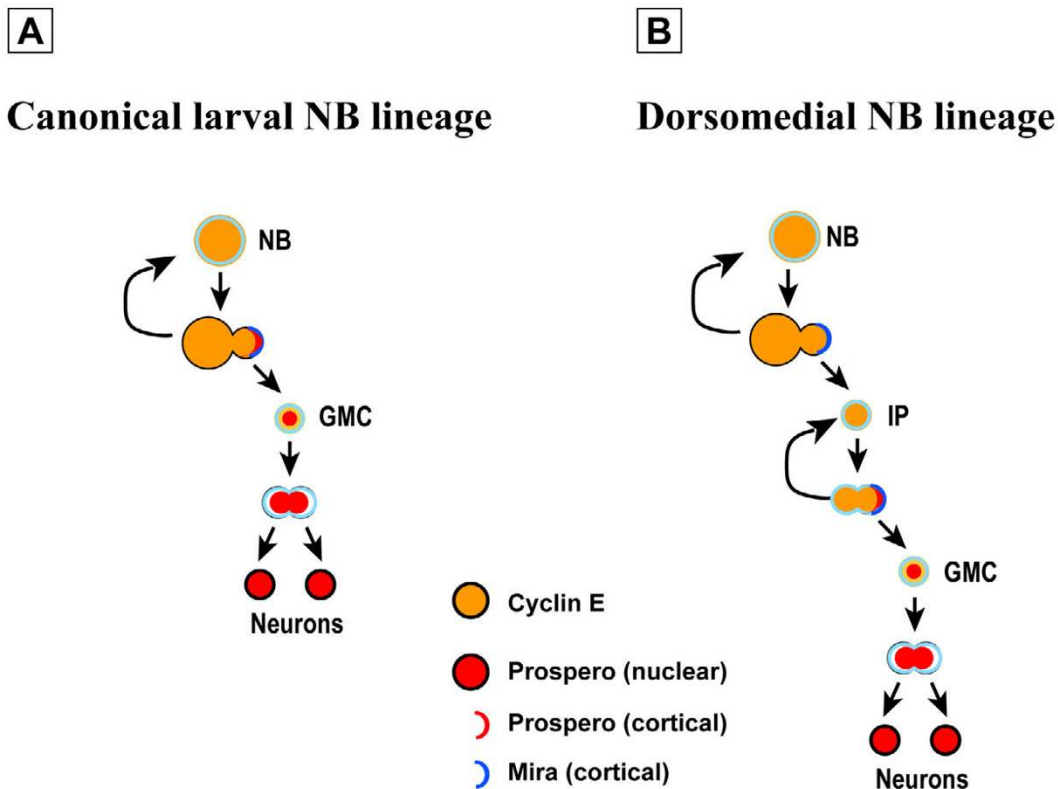 A
Canonical larval NB lineage
NB
GMC
Neurons
B
Dorsomedial NB lineage
NB
IP
GMC
Neurons
Cyclin E
Prospero (nuclear)
Prospero (cortical)
Mira (cortical)